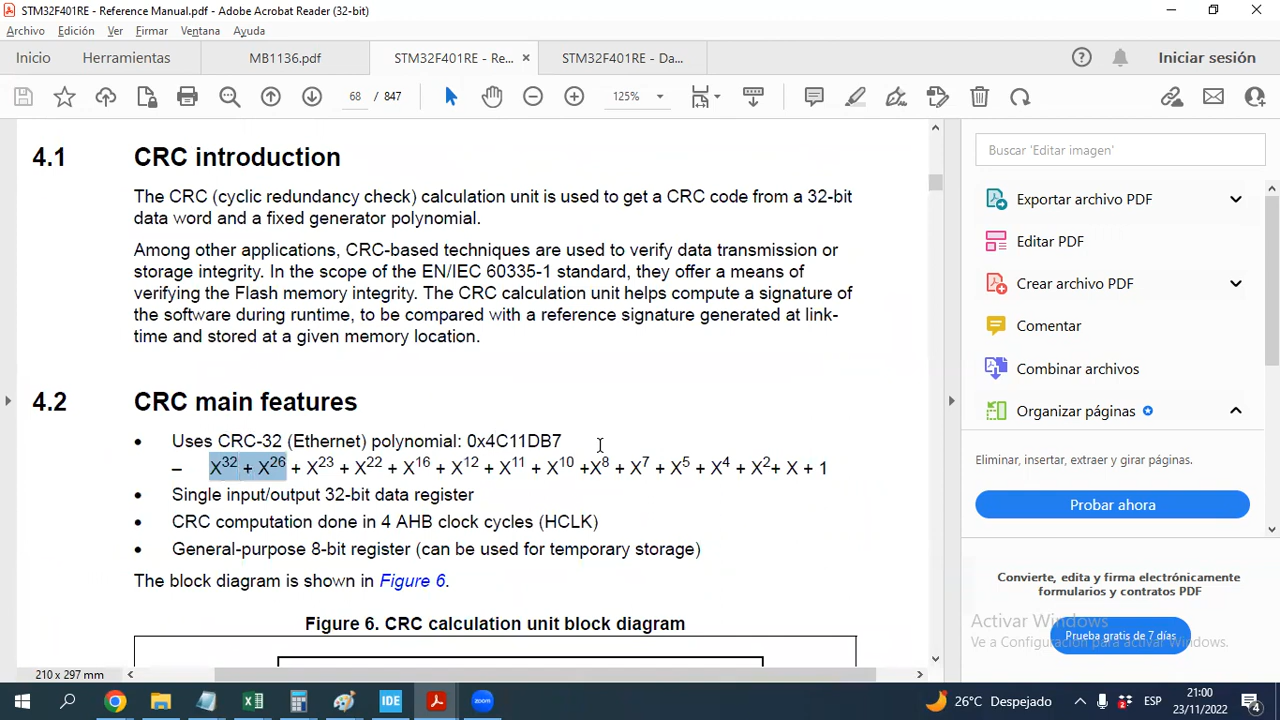 STM32F401RE - Reference Manual.pdf - Adobe Acrobat Reader (32-bit)
Archivo Edición Ver Firmar Ventana Ayuda
Inicio Herramientas MB1136.pdf STM32F401RE - Re... × STM32F401RE - Da... Iniciar sesión
68 / 847 125%
4.1 CRC introduction
The CRC (cyclic redundancy check) calculation unit is used to get a CRC code from a 32-bit
data word and a fixed generator polynomial.
Among other applications, CRC-based techniques are used to verify data transmission or
storage integrity. In the scope of the EN/IEC 60335-1 standard, they offer a means of
verifying the Flash memory integrity. The CRC calculation unit helps compute a signature of
the software during runtime, to be compared with a reference signature generated at link-
time and stored at a given memory location.
4.2 CRC main features
• Uses CRC-32 (Ethernet) polynomial: 0x4C11DB7
– X³² + X²⁶ + X²³ + X²² + X¹⁶ + X¹² + X¹¹ + X¹⁰ +X⁸ + X⁷ + X⁵ + X⁴ + X²+ X + 1
• Single input/output 32-bit data register
• CRC computation done in 4 AHB clock cycles (HCLK)
• General-purpose 8-bit register (can be used for temporary storage)
The block diagram is shown in Figure 6.
Figure 6. CRC calculation unit block diagram
210 x 297 mm
Buscar 'Editar imagen'
Exportar archivo PDF
Editar PDF
Crear archivo PDF
Comentar
Combinar archivos
Organizar páginas
Eliminar, insertar, extraer y girar páginas.
Probar ahora
Convierte, edita y firma electrónicamente
formularios y contratos PDF
Activar Windows
Prueba gratis de 7 días
Ve a Configuración para activar Windows.
IDE
zoom
26°C Despejado
ESP
21:00
23/11/2022
4